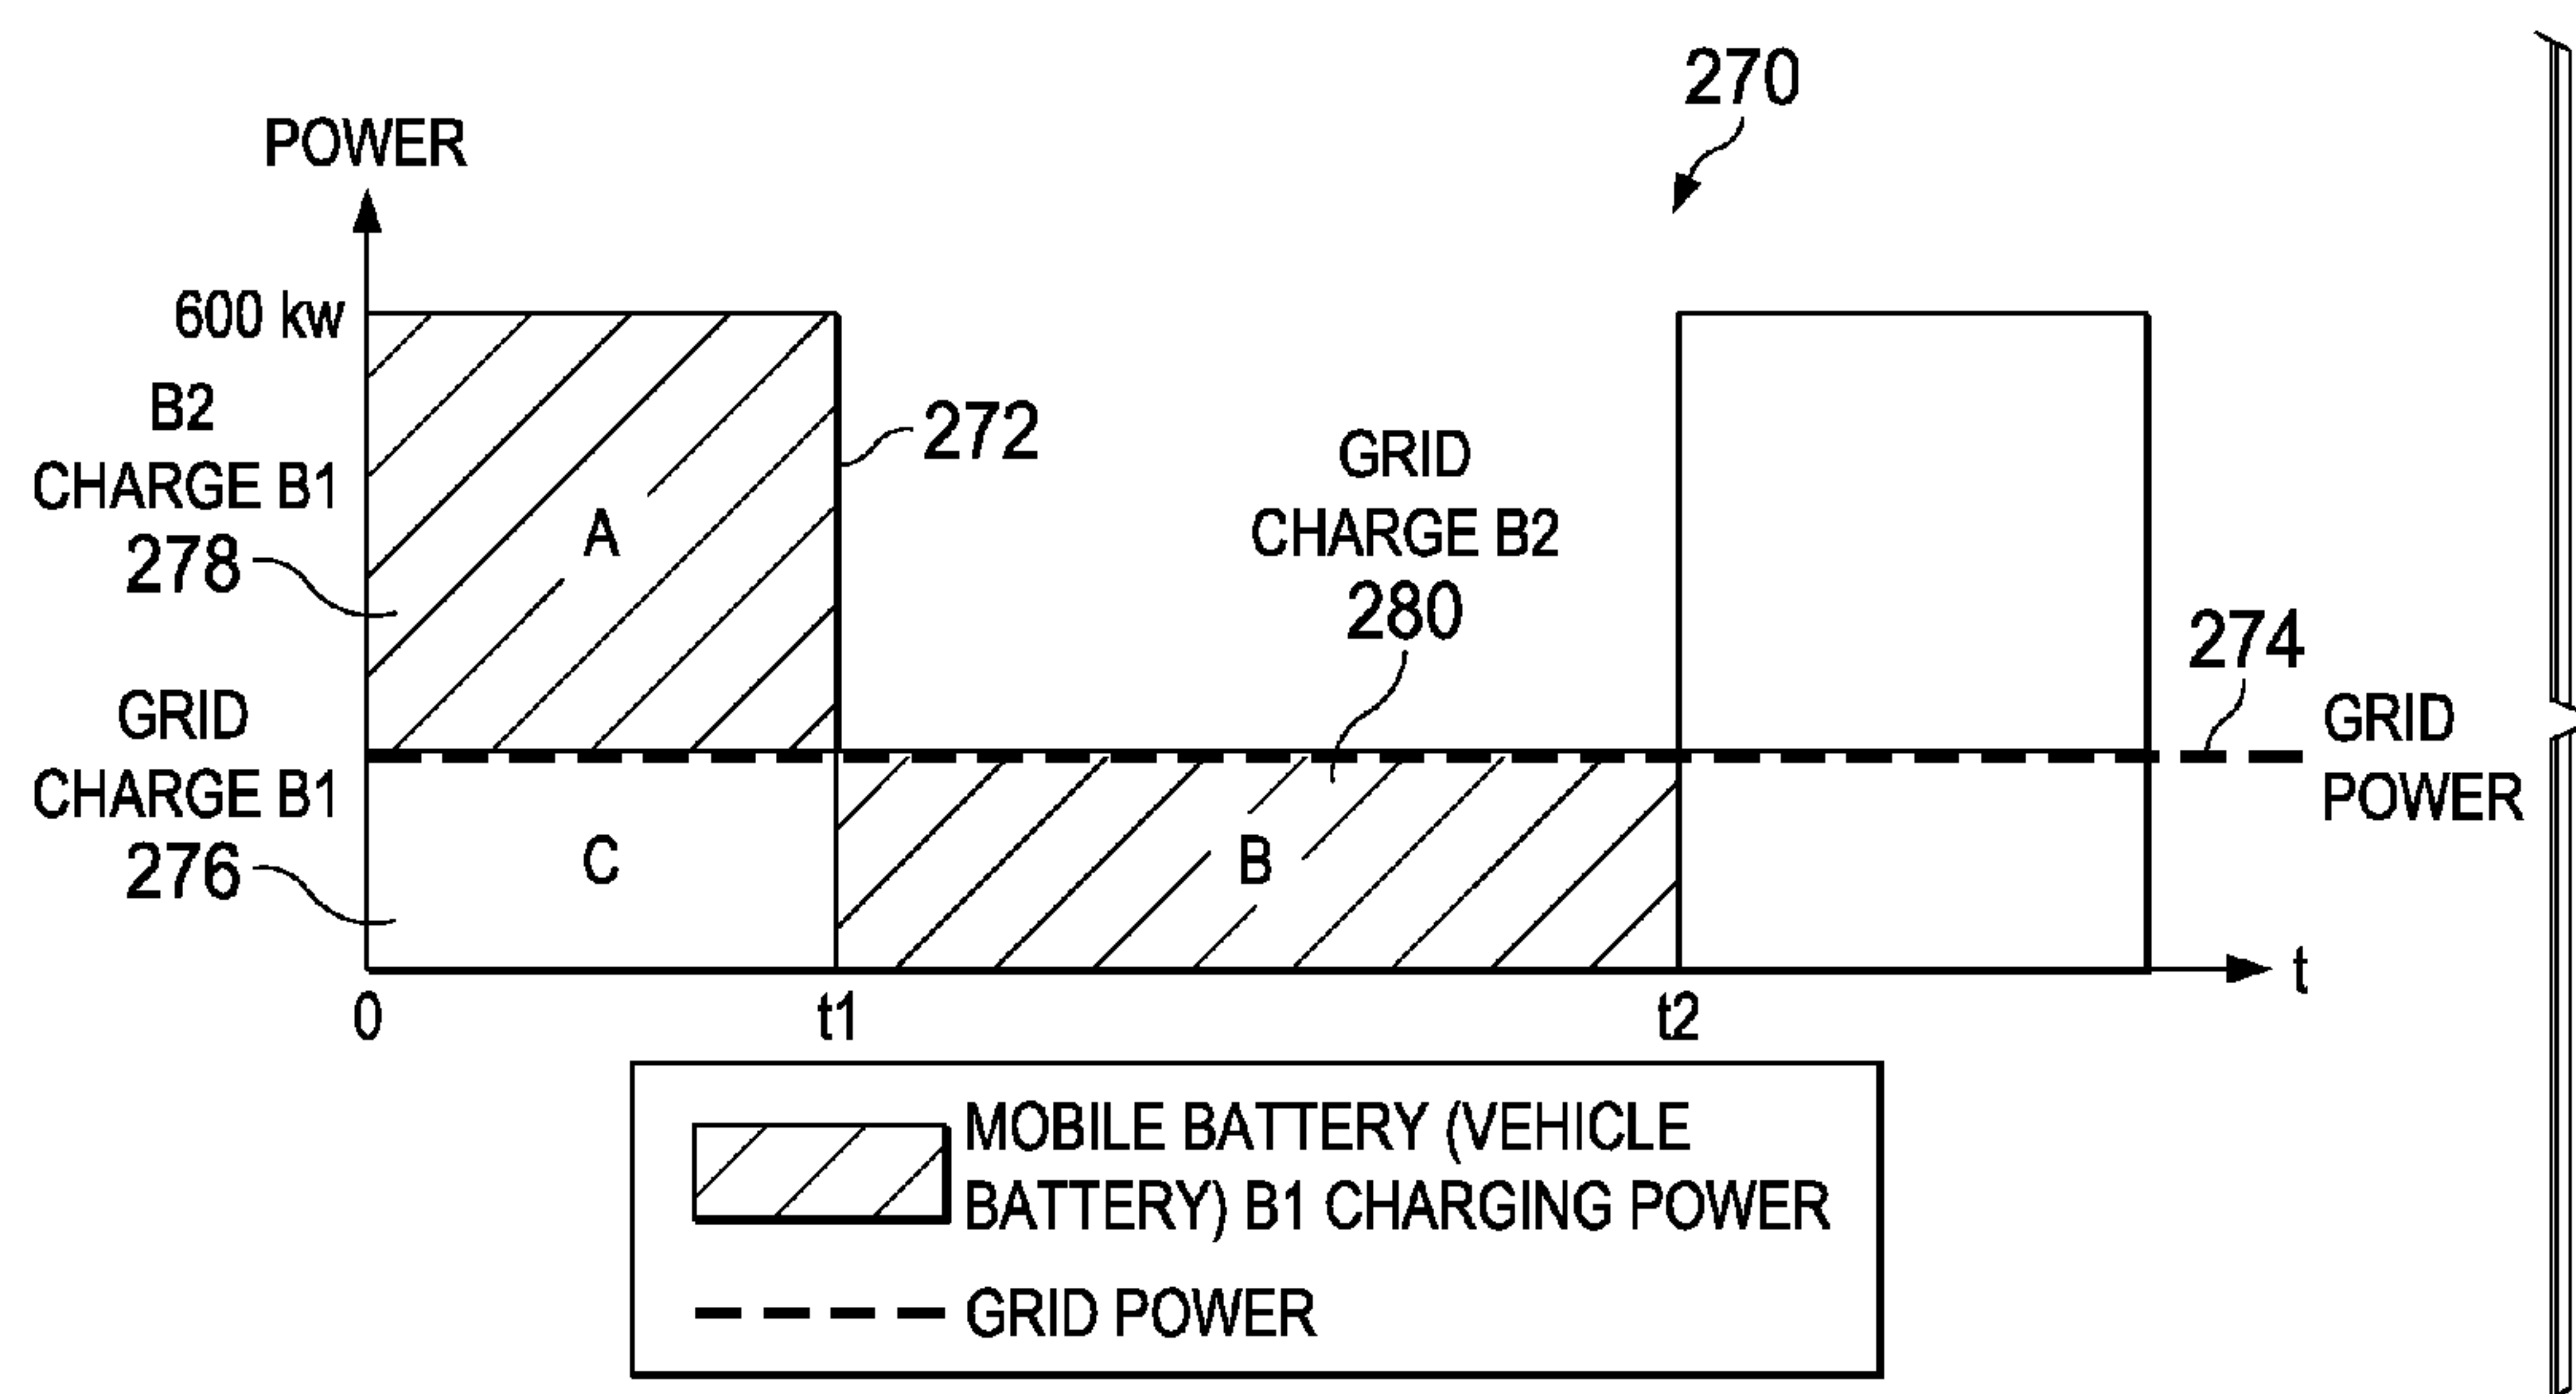 270
POWER
600 kw
B2
CHARGE B1
278
A
272
GRID
CHARGE B2
280
274
GRID
POWER
GRID
CHARGE B1
276
C
B
0
t1
t2
t
MOBILE BATTERY (VEHICLE
BATTERY) B1 CHARGING POWER
GRID POWER